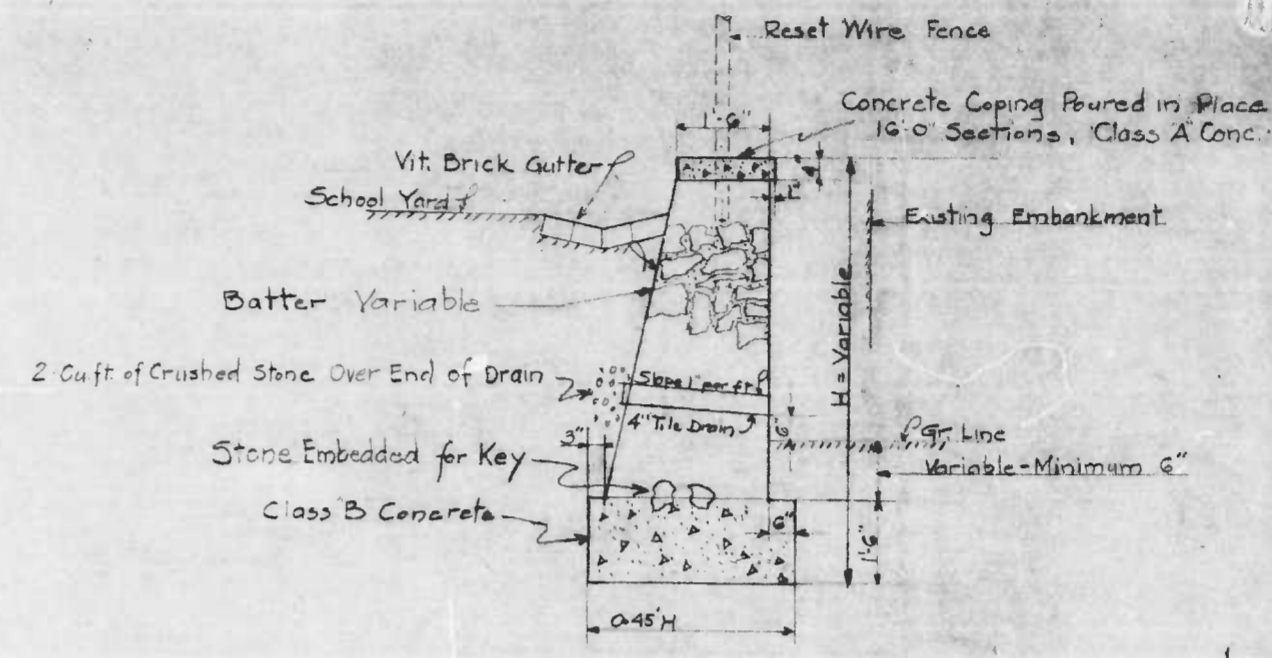 Reset Wire Fence
Concrete Coping Poured in Place
16'-0" Sections, "Class A" Conc.
1'-6"
Vit. Brick Gutter
School Yard
1"
Existing Embankment
Batter Variable
H = Variable
2 Cu.ft. of Crushed Stone Over End of Drain
Slope 1" per ft.
4" Tile Drain
6"
3"
Gr. Line
Stone Embedded for Key
Variable-Minimum 6"
Class B Concrete
6"
1'-6"
0.45 H